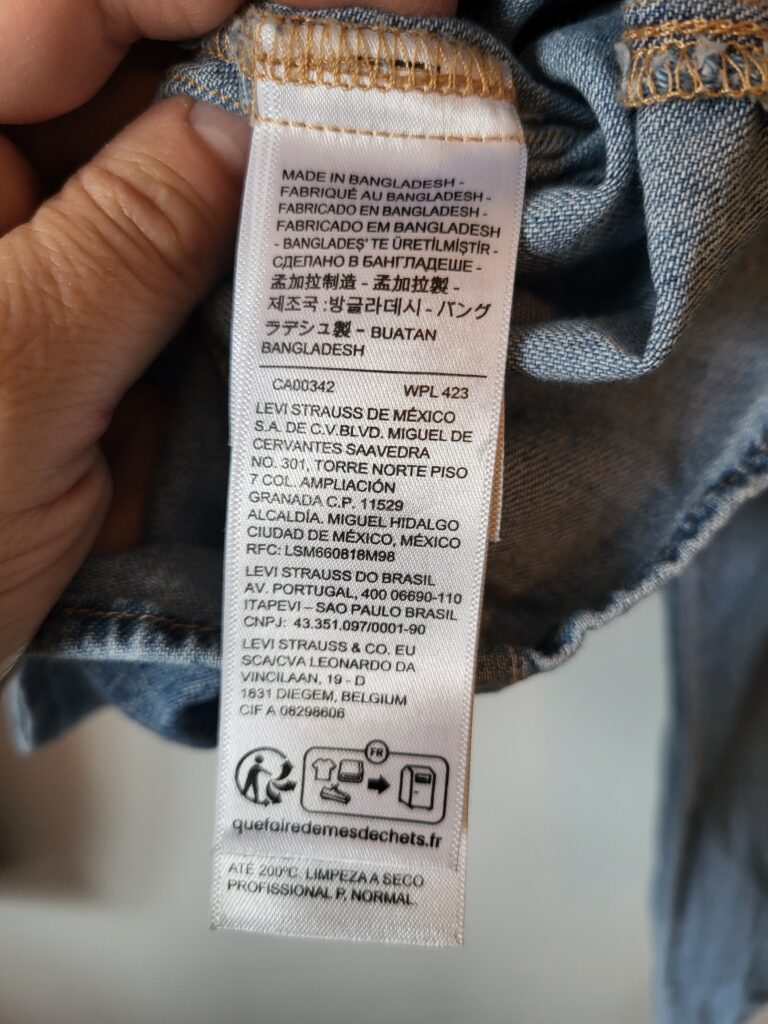 MADE IN BANGLADESH -
FABRIQUÉ AU BANGLADESH -
FABRICADO EN BANGLADESH -
FABRICADO EM BANGLADESH
- BANGLADEŞ' TE ÜRETİLMİŞTİR -
СДЕЛАНО В БАНГЛАДЕШЕ -
孟加拉制造 - 孟加拉製 -
제조국 :방글라데시 - バング
ラデシュ製 - BUATAN
BANGLADESH
CA00342 WPL 423
LEVI STRAUSS DE MÉXICO
S.A. DE C.V.BLVD. MIGUEL DE
CERVANTES SAAVEDRA
NO. 301, TORRE NORTE PISO
7 COL. AMPLIACIÓN
GRANADA C.P. 11529
ALCALDÍA. MIGUEL HIDALGO
CIUDAD DE MÉXICO, MÉXICO
RFC: LSM660818M98
LEVI STRAUSS DO BRASIL
AV. PORTUGAL, 400 06690-110
ITAPEVI – SAO PAULO BRASIL
CNPJ: 43.351.097/0001-90
LEVI STRAUSS & CO. EU
SCA/CVA LEONARDO DA
VINCILAAN, 19 - D
1831 DIEGEM, BELGIUM
CIF A 08298606
FR
quefairedemesdechets.fr
ATÉ 200ºC. LIMPEZA A SECO
PROFISSIONAL P, NORMAL.